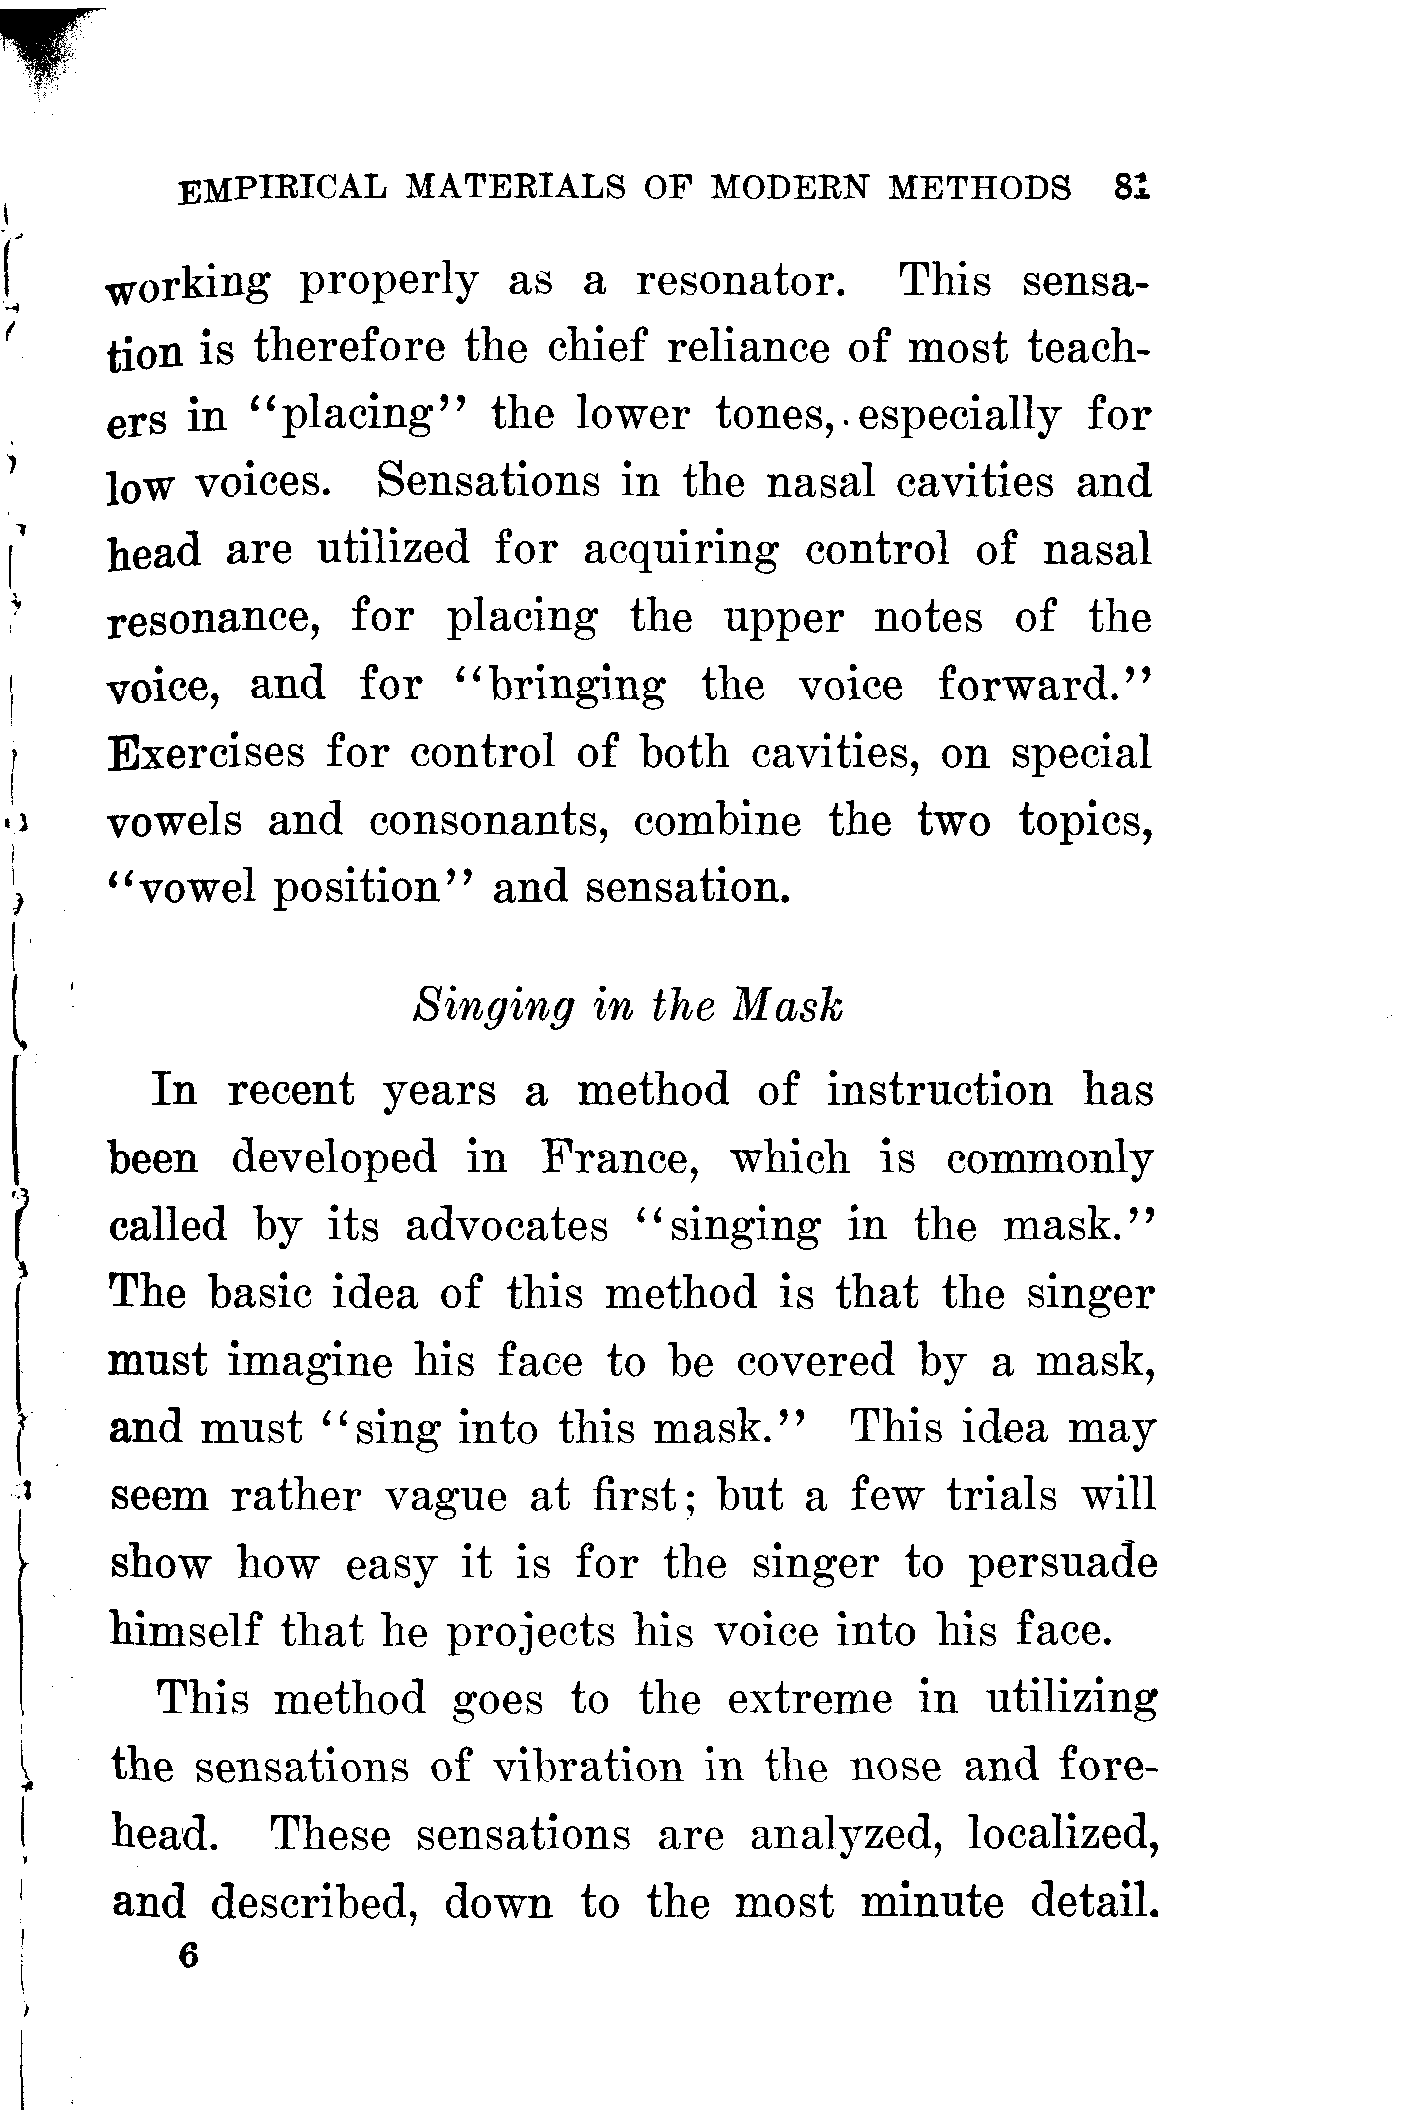 EMPIRICAL MATERIALS OF MODERN METHODS 81
working properly as a resonator. This sensa-
tion is therefore the chief reliance of most teach-
ers in “placing” the lower tones, especially for
low voices. Sensations in the nasal cavities and
head are utilized for acquiring control of nasal
resonance, for placing the upper notes of the
voice, and for “bringing the voice forward.”
Exercises for control of both cavities, on special
vowels and consonants, combine the two topics,
“vowel position” and sensation.
Singing in the Mask
In recent years a method of instruction has
been developed in France, which is commonly
called by its advocates “singing in the mask.”
The basic idea of this method is that the singer
must imagine his face to be covered by a mask,
and must “sing into this mask.” This idea may
seem rather vague at first; but a few trials will
show how easy it is for the singer to persuade
himself that he projects his voice into his face.
This method goes to the extreme in utilizing
the sensations of vibration in the nose and fore-
head. These sensations are analyzed, localized,
and described, down to the most minute detail.
6